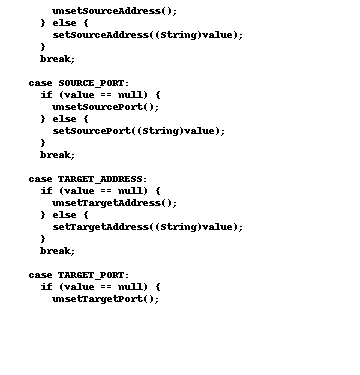 unsetSourceAddress();
} else {
setSourceAddress((String)value);
}
break;
case SOURCE_PORT:
if (value == null) {
unsetSourcePort();
} else {
setSourcePort((String)value);
}
break;
case TARGET_ADDRESS:
if (value == null) {
unsetTargetAddress();
} else {
setTargetAddress((String)value);
}
break;
case TARGET_PORT:
if (value == null) {
unsetTargetPort();